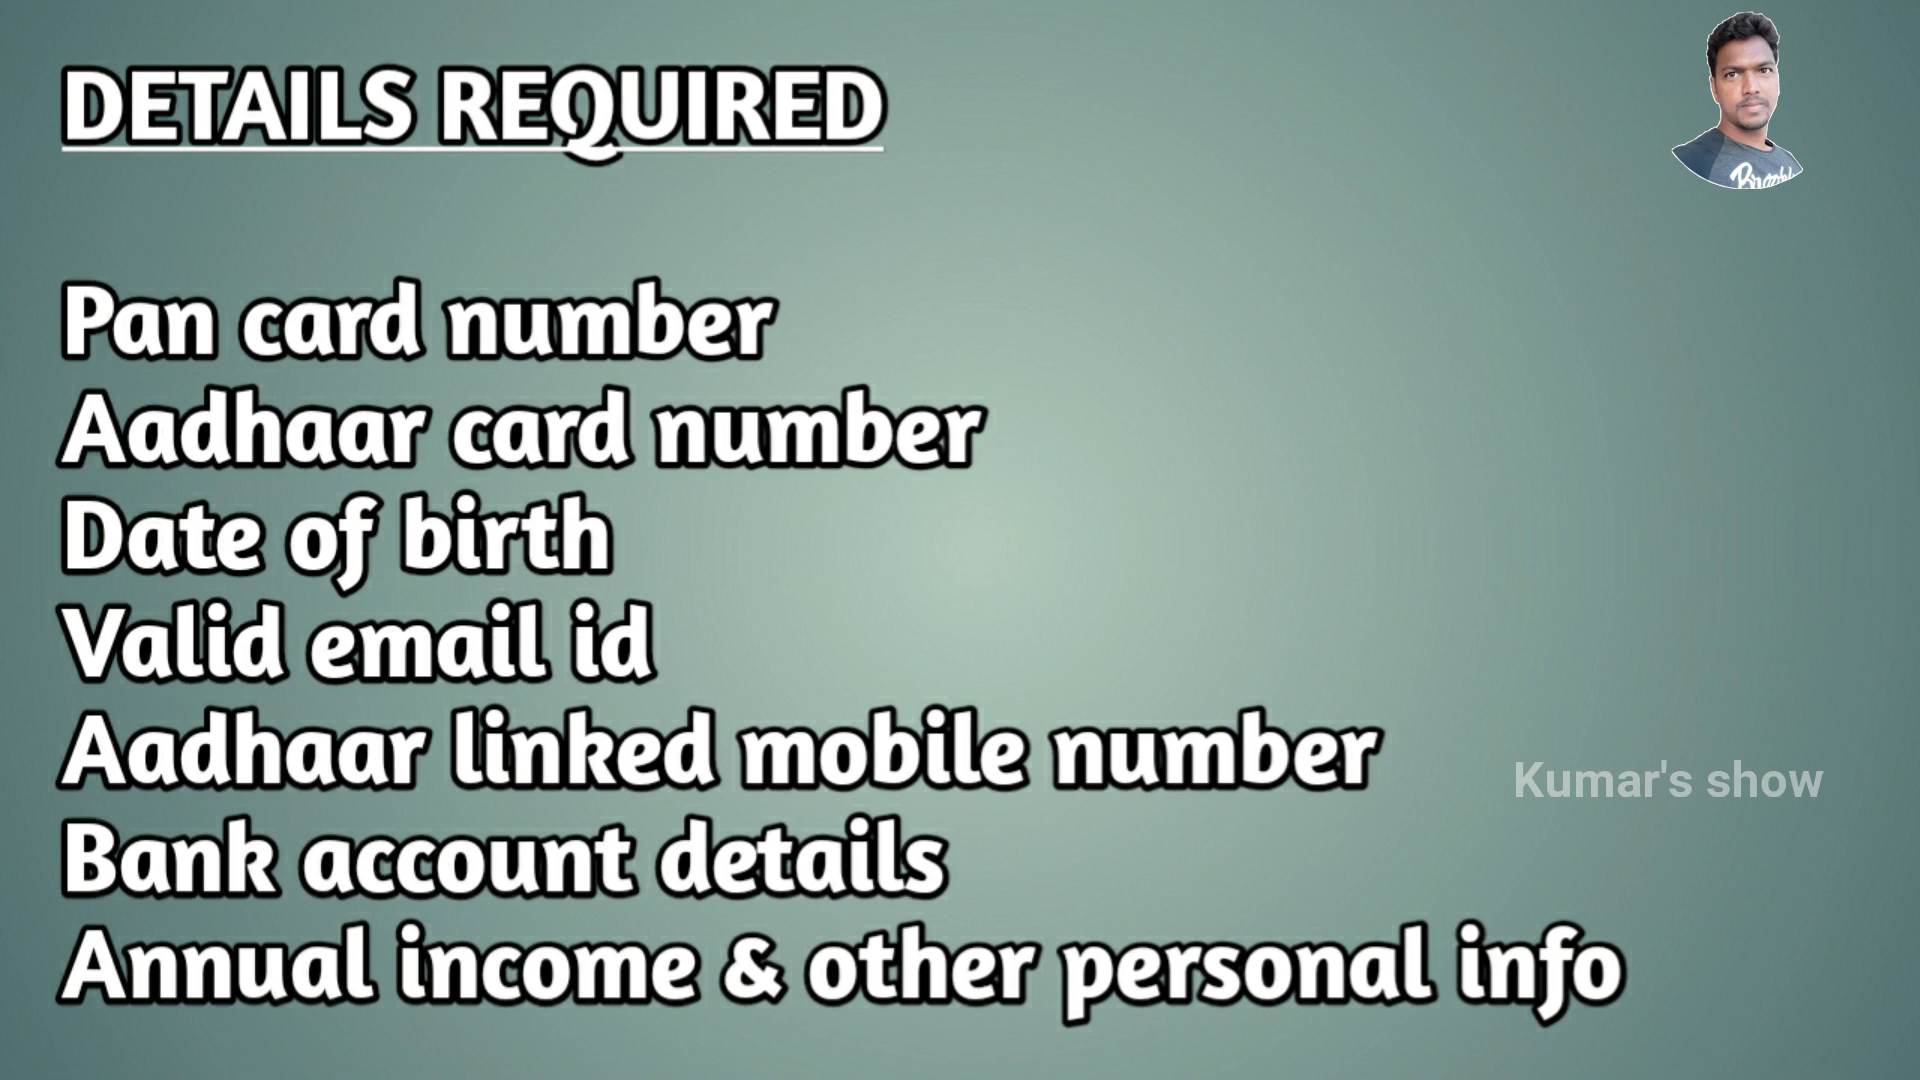 DETAILS REQUIRED
Pan card number
Aadhaar card number
Date of birth
Valid email id
Aadhaar linked mobile number
Kumar's show
Bank account details
Annual income & other personal info